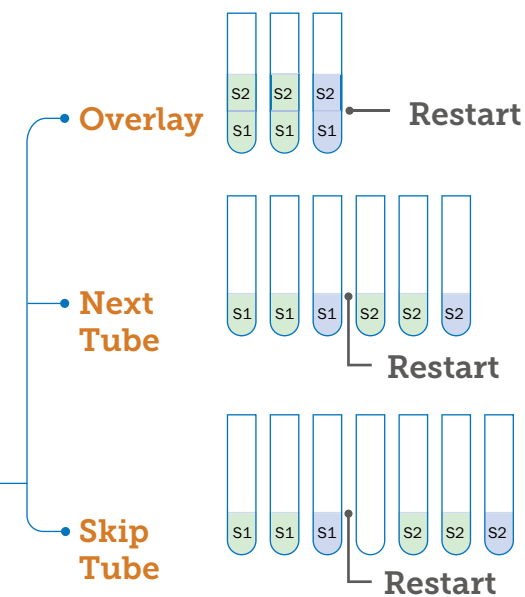 S2 S2 S2
Overlay
Restart
S1 S1 S1
Next
Tube
S1 S1 S1 S2 S2 S2
Restart
Skip
Tube
S1 S1 S1 S2 S2 S2
Restart